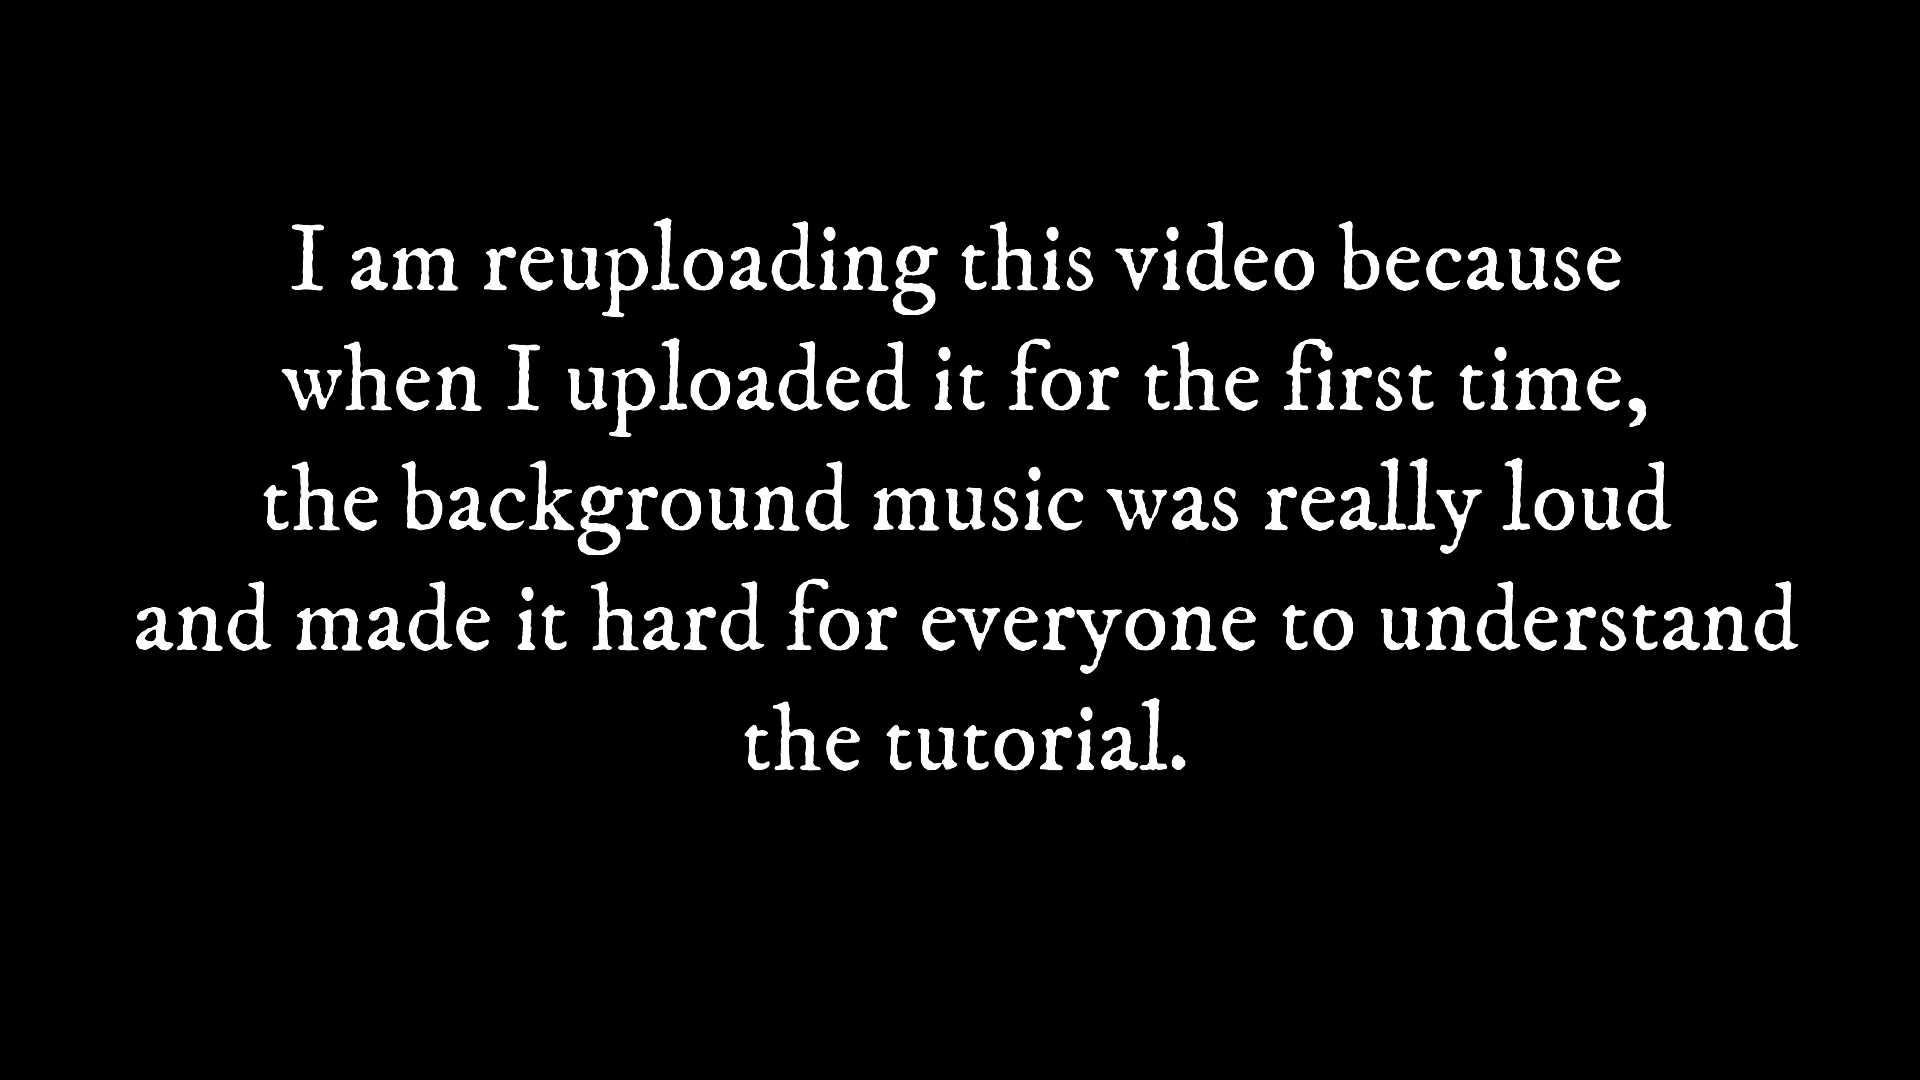 I am reuploading this video because
when I uploaded it for the first time,
the background music was really loud
and made it hard for everyone to understand
the tutorial.